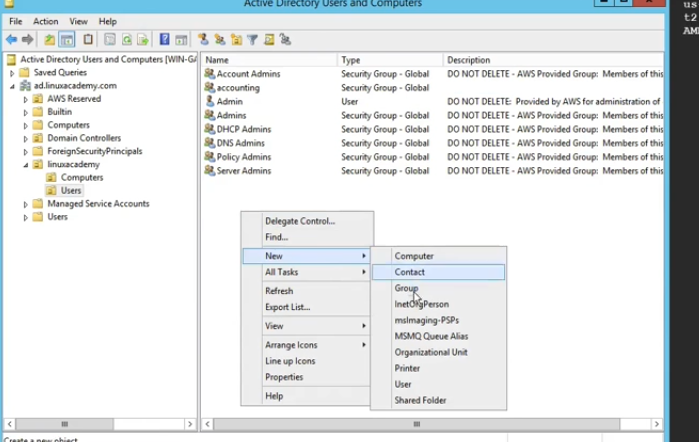 Active Directory Users and Computers
us
t2
AM
File Action View Help
Active Directory Users and Computers [WIN-GA
Saved Queries
ad.linuxacademy.com
AWS Reserved
Builtin
Computers
Domain Controllers
ForeignSecurityPrincipals
linuxacademy
Computers
Users
Managed Service Accounts
Users
Name Type Description
Account Admins Security Group - Global DO NOT DELETE - AWS Provided Group: Members of this
accounting Security Group - Global
Admin User DO NOT DELETE: Provided by AWS for administration of
Admins Security Group - Global DO NOT DELETE - AWS Provided Group: Members of this
DHCP Admins Security Group - Global DO NOT DELETE - AWS Provided Group: Members of this
DNS Admins Security Group - Global DO NOT DELETE - AWS Provided Group: Members of this
Policy Admins Security Group - Global DO NOT DELETE - AWS Provided Group: Members of this
Server Admins Security Group - Global DO NOT DELETE - AWS Provided Group: Members of this
Delegate Control...
Find...
New
All Tasks
Refresh
Export List...
View
Arrange Icons
Line up Icons
Properties
Help
Computer
Contact
Group
InetOrgPerson
msImaging-PSPs
MSMQ Queue Alias
Organizational Unit
Printer
User
Shared Folder
Create a new object